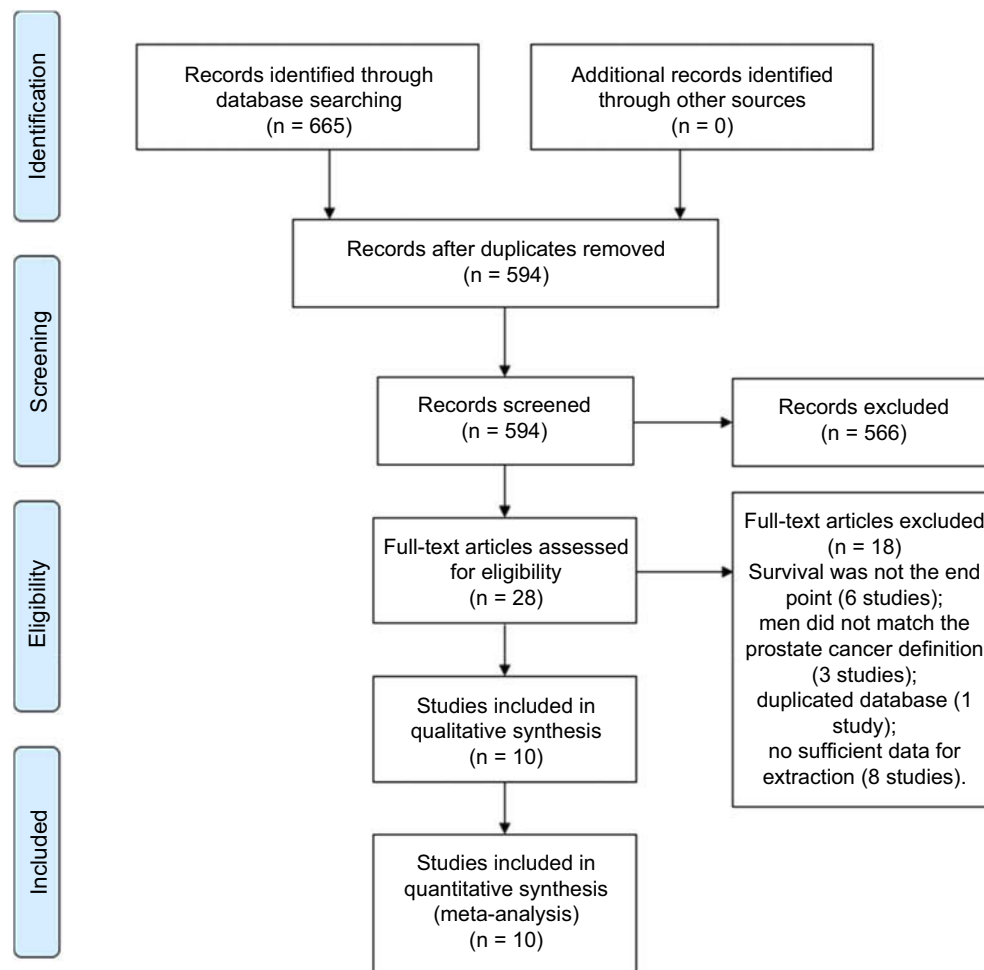 Identification
Records identified through
database searching
(n = 665)
Additional records identified
through other sources
(n = 0)
Records after duplicates removed
(n = 594)
Screening
Records screened
(n = 594)
Records excluded
(n = 566)
Eligibility
Full-text articles assessed
for eligibility
(n = 28)
Full-text articles excluded
(n = 18)
Survival was not the end
point (6 studies);
men did not match the
prostate cancer definition
(3 studies);
duplicated database (1
study);
no sufficient data for
extraction (8 studies).
Studies included in
qualitative synthesis
(n = 10)
Included
Studies included in
quantitative synthesis
(meta-analysis)
(n = 10)